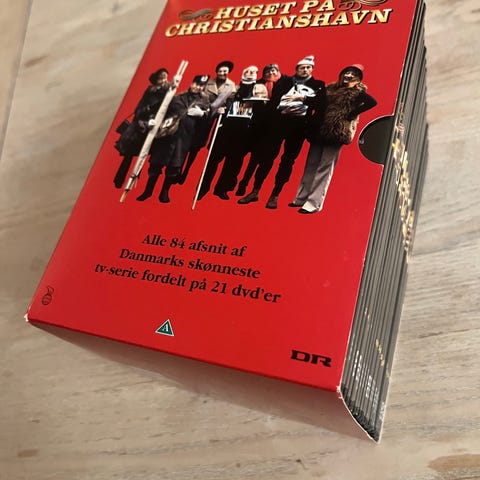 HUSET PÅ
CHRISTIANSHAVN
Alle 84 afsnit af
Danmarks skønneste
tv-serie fordelt på 21 dvd'er
A
DR